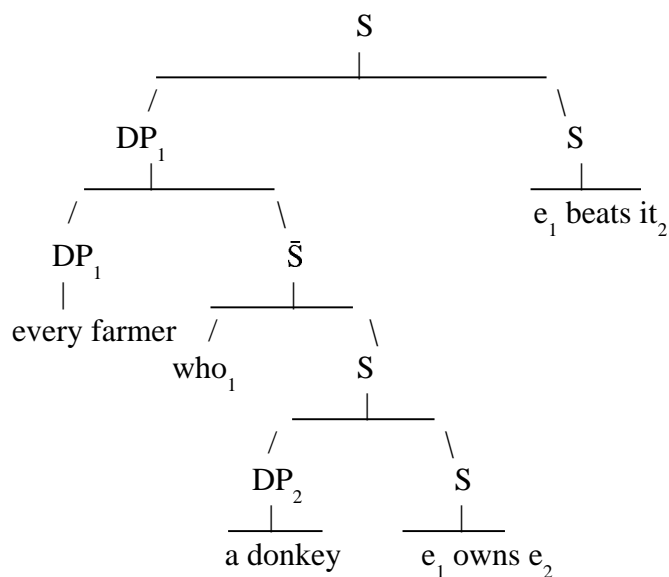 S
DP₁ S
e₁ beats it₂
DP₁ S̄
every farmer
who₁ S
DP₂ S
a donkey e₁ owns e₂